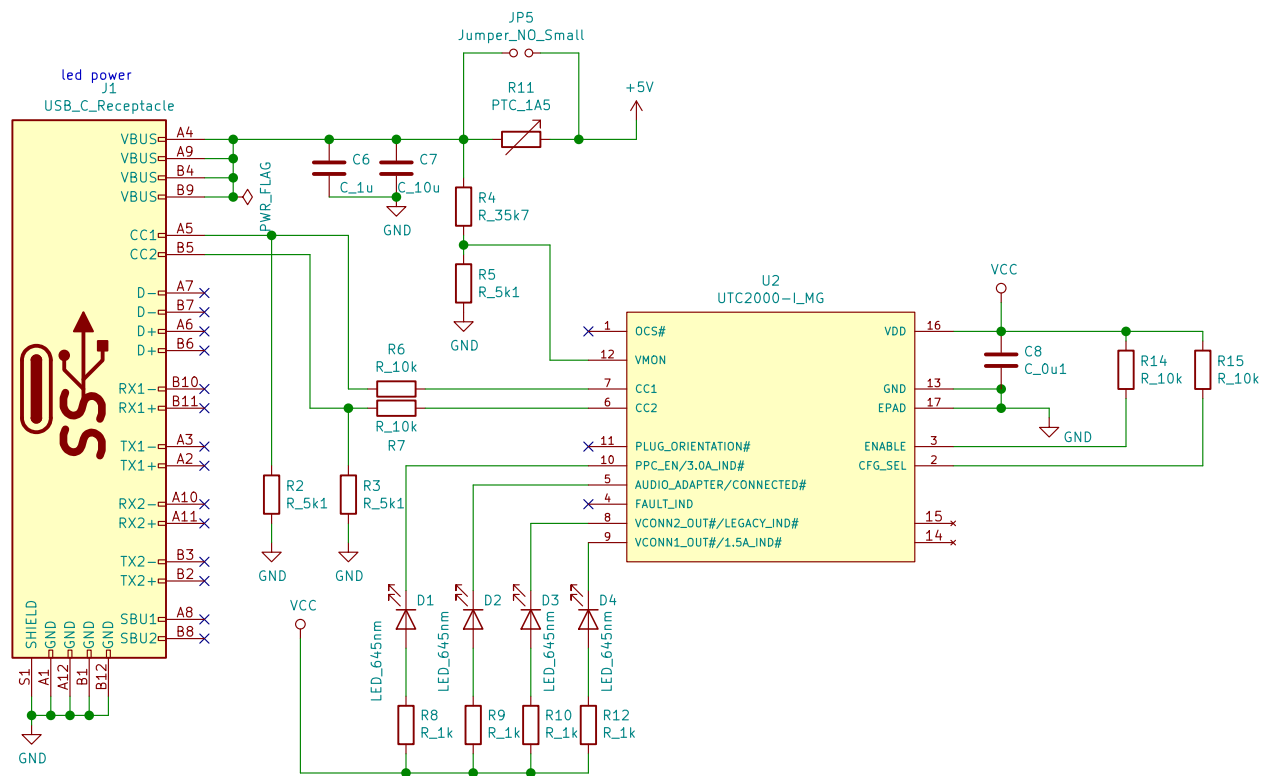 JP5
Jumper_NO_Small
led power
J1
USB_C_Receptacle
R11
PTC_1A5
+5V
VBUS A4
VBUS A9
VBUS B4
VBUS B9
PWR_FLAG
C6
C_1u
C7
C_10u
GND
R4
R_35k7
CC1 A5
CC2 B5
R5
R_5k1
GND
D- A7
D- B7
D+ A6
D+ B6
RX1- B10
RX1+ B11
TX1- A3
TX1+ A2
RX2- A10
RX2+ A11
TX2- B3
TX2+ B2
SBU1 A8
SBU2 B8
SHIELD
GND
GND
GND
GND
S1
A1
A12
B1
B12
GND
SS
R6
R_10k
R_10k
R7
R2
R_5k1
GND
R3
R_5k1
GND
U2
UTC2000-I_MG
1 OCS#
12 VMON
7 CC1
6 CC2
11 PLUG_ORIENTATION#
10 PPC_EN/3.0A_IND#
5 AUDIO_ADAPTER/CONNECTED#
4 FAULT_IND
8 VCONN2_OUT#/LEGACY_IND#
9 VCONN1_OUT#/1.5A_IND#
VDD 16
GND 13
EPAD 17
ENABLE 3
CFG_SEL 2
15
14
VCC
C8
C_0u1
GND
R14
R_10k
R15
R_10k
VCC
D1
LED_645nm
D2
LED_645nm
D3
LED_645nm
D4
LED_645nm
R8
R_1k
R9
R_1k
R10
R_1k
R12
R_1k